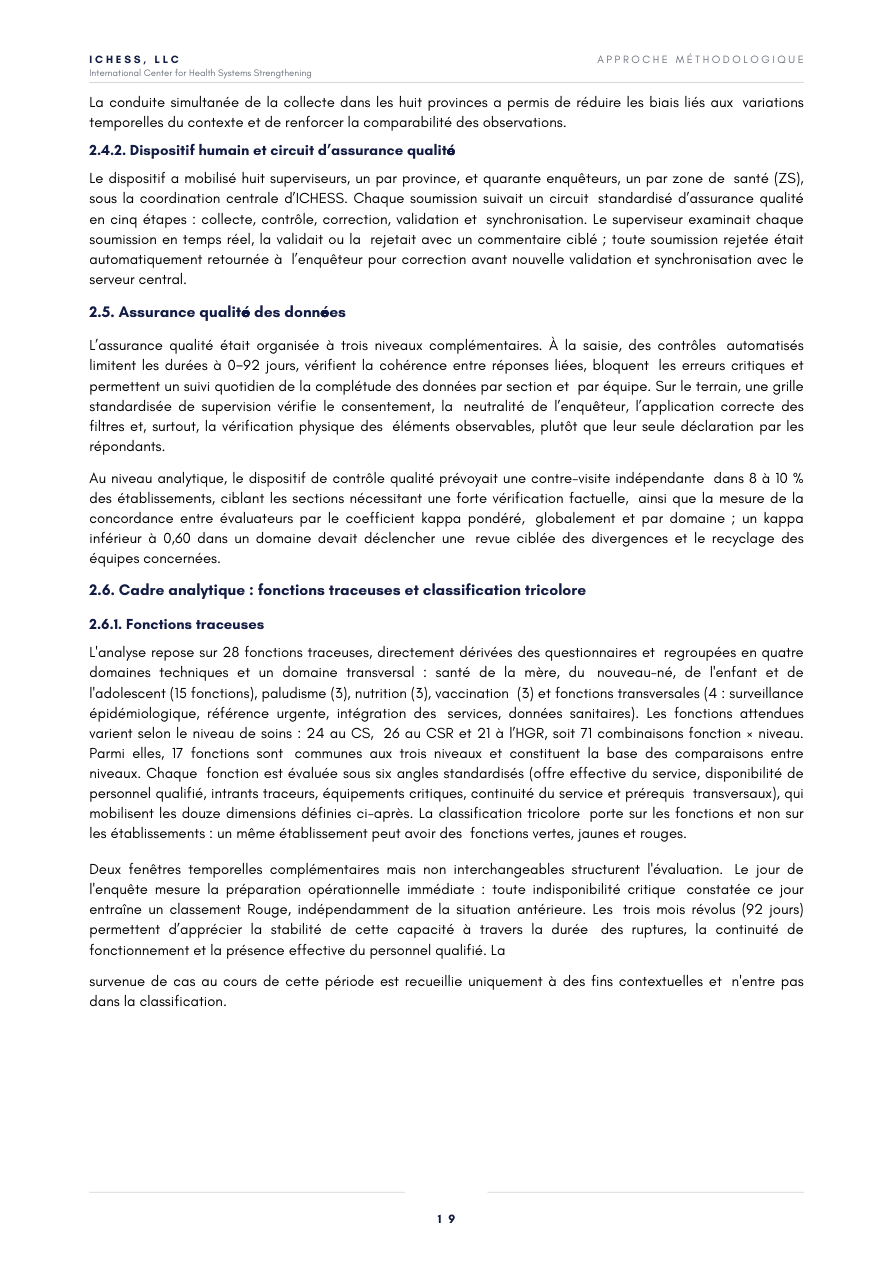 ICHESS, LLC
APPROCHE MÉTHODOLOGIQUE
International Center for Health Systems Strengthening
La conduite simultanée de la collecte dans les huit provinces a permis de réduire les biais liés aux variations
temporelles du contexte et de renforcer la comparabilité des observations.
2.4.2. Dispositif humain et circuit d’assurance qualité
Le dispositif a mobilisé huit superviseurs, un par province, et quarante enquêteurs, un par zone de santé (ZS),
sous la coordination centrale d’ICHESS. Chaque soumission suivait un circuit standardisé d’assurance qualité
en cinq étapes : collecte, contrôle, correction, validation et synchronisation. Le superviseur examinait chaque
soumission en temps réel, la validait ou la rejetait avec un commentaire ciblé ; toute soumission rejetée était
automatiquement retournée à l’enquêteur pour correction avant nouvelle validation et synchronisation avec le
serveur central.
2.5. Assurance qualité des données
L’assurance qualité était organisée à trois niveaux complémentaires. À la saisie, des contrôles automatisés
limitent les durées à 0–92 jours, vérifient la cohérence entre réponses liées, bloquent les erreurs critiques et
permettent un suivi quotidien de la complétude des données par section et par équipe. Sur le terrain, une grille
standardisée de supervision vérifie le consentement, la neutralité de l’enquêteur, l’application correcte des
filtres et, surtout, la vérification physique des éléments observables, plutôt que leur seule déclaration par les
répondants.
Au niveau analytique, le dispositif de contrôle qualité prévoyait une contre-visite indépendante dans 8 à 10 %
des établissements, ciblant les sections nécessitant une forte vérification factuelle, ainsi que la mesure de la
concordance entre évaluateurs par le coefficient kappa pondéré, globalement et par domaine ; un kappa
inférieur à 0,60 dans un domaine devait déclencher une revue ciblée des divergences et le recyclage des
équipes concernées.
2.6. Cadre analytique : fonctions traceuses et classification tricolore
2.6.1. Fonctions traceuses
L'analyse repose sur 28 fonctions traceuses, directement dérivées des questionnaires et regroupées en quatre
domaines techniques et un domaine transversal : santé de la mère, du nouveau-né, de l'enfant et de
l'adolescent (15 fonctions), paludisme (3), nutrition (3), vaccination (3) et fonctions transversales (4 : surveillance
épidémiologique, référence urgente, intégration des services, données sanitaires). Les fonctions attendues
varient selon le niveau de soins : 24 au CS, 26 au CSR et 21 à l’HGR, soit 71 combinaisons fonction × niveau.
Parmi elles, 17 fonctions sont communes aux trois niveaux et constituent la base des comparaisons entre
niveaux. Chaque fonction est évaluée sous six angles standardisés (offre effective du service, disponibilité de
personnel qualifié, intrants traceurs, équipements critiques, continuité du service et prérequis transversaux), qui
mobilisent les douze dimensions définies ci-après. La classification tricolore porte sur les fonctions et non sur
les établissements : un même établissement peut avoir des fonctions vertes, jaunes et rouges.
Deux fenêtres temporelles complémentaires mais non interchangeables structurent l'évaluation. Le jour de
l'enquête mesure la préparation opérationnelle immédiate : toute indisponibilité critique constatée ce jour
entraîne un classement Rouge, indépendamment de la situation antérieure. Les trois mois révolus (92 jours)
permettent d’apprécier la stabilité de cette capacité à travers la durée des ruptures, la continuité de
fonctionnement et la présence effective du personnel qualifié. La
survenue de cas au cours de cette période est recueillie uniquement à des fins contextuelles et n'entre pas
dans la classification.
19